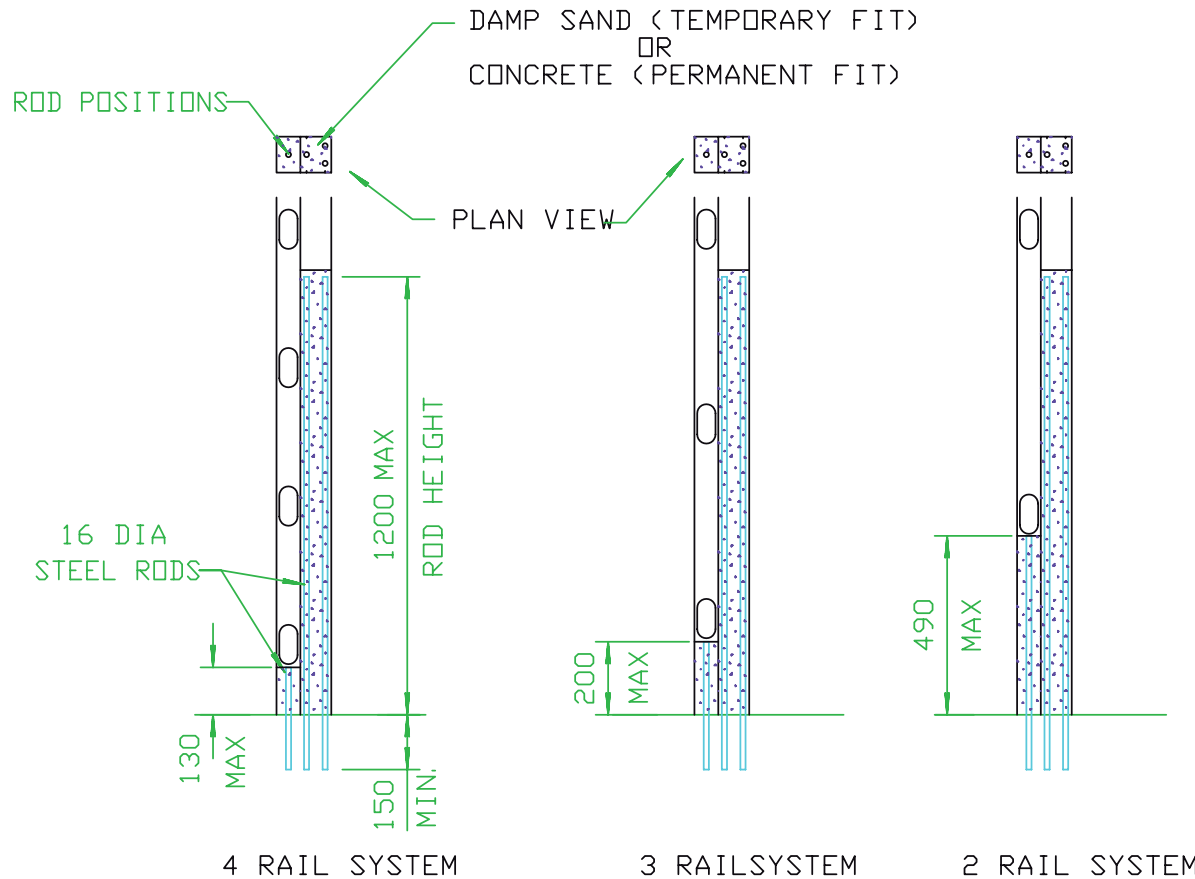 DAMP SAND (TEMPORARY FIT)
OR
CONCRETE (PERMANENT FIT)
ROD POSITIONS
PLAN VIEW
1200 MAX
ROD HEIGHT
16 DIA
STEEL RODS
130
MAX
150
MIN.
200
MAX
490
MAX
4 RAIL SYSTEM
3 RAILSYSTEM
2 RAIL SYSTEM